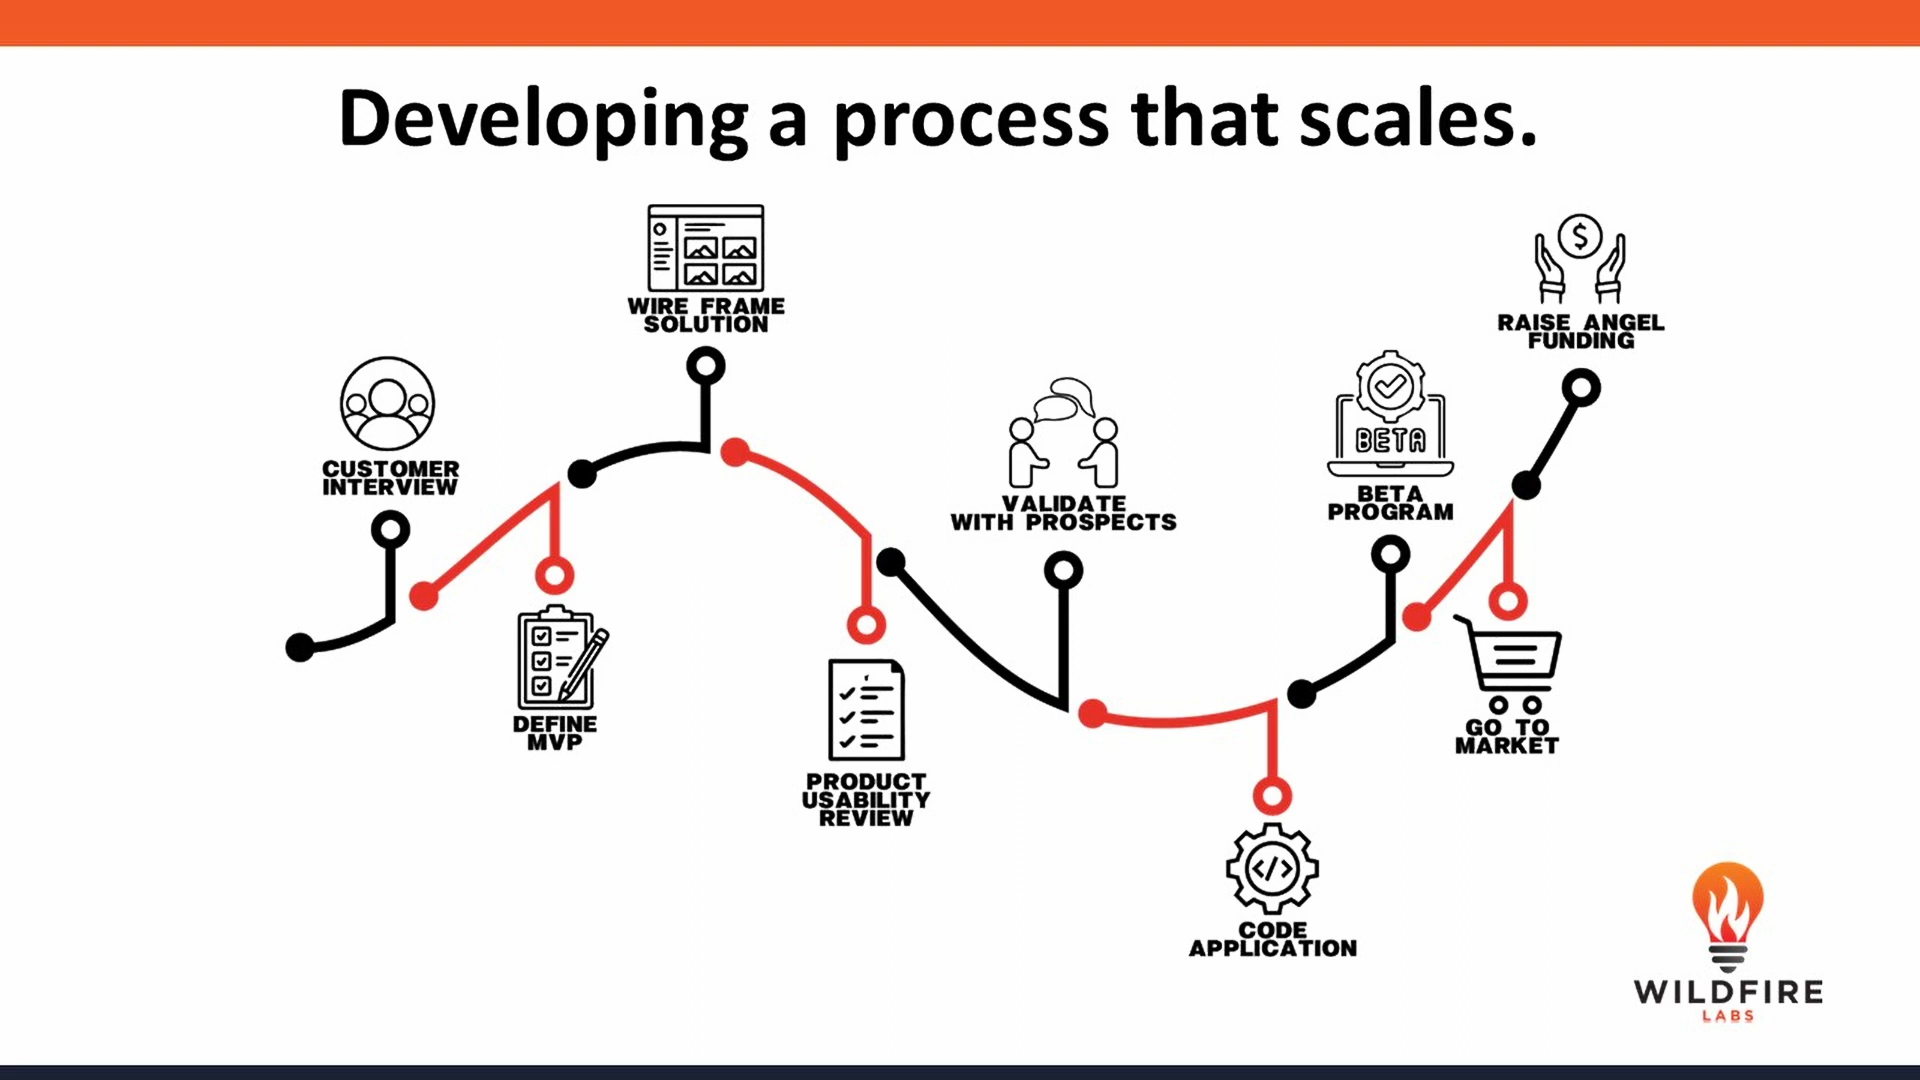 Developing a process that scales.
CUSTOMER
INTERVIEW
DEFINE
MVP
WIRE FRAME
SOLUTION
PRODUCT
USABILITY
REVIEW
VALIDATE
WITH PROSPECTS
</>
CODE
APPLICATION
BETA
BETA
PROGRAM
GO TO
MARKET
$
RAISE ANGEL
FUNDING
WILDFIRE
LABS